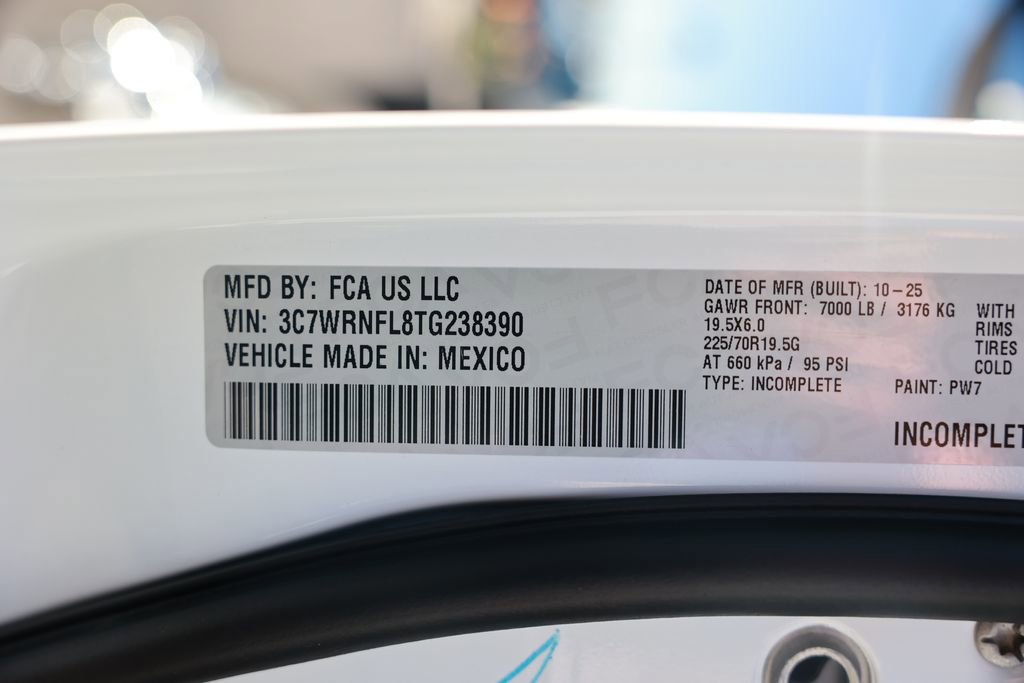 MFD BY: FCA US LLC
VIN: 3C7WRNFL8TG238390
VEHICLE MADE IN: MEXICO
DATE OF MFR (BUILT): 10-25
GAWR FRONT: 7000 LB / 3176 KG WITH
19.5X6.0 RIMS
225/70R19.5G TIRES
AT 660 kPa / 95 PSI COLD
TYPE: INCOMPLETE PAINT: PW7
INCOMPLET